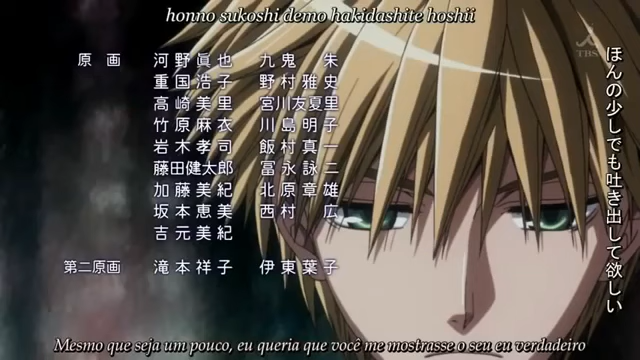 honno sukoshi demo hakidashite hoshii
TBS
ほんの少しでも吐き出して欲しい
原 画 河野眞也 九鬼 朱
重国浩子 野村雅史
高崎美里 宮川友夏里
竹原麻衣 川島明子
岩木孝司 飯村真一
藤田健太郎 冨永詠二
加藤美紀 北原章雄
坂本恵美 西村 広
吉元美紀
第二原画 滝本祥子 伊東葉子
Mesmo que seja um pouco, eu queria que você me mostrasse o seu eu verdadeiro